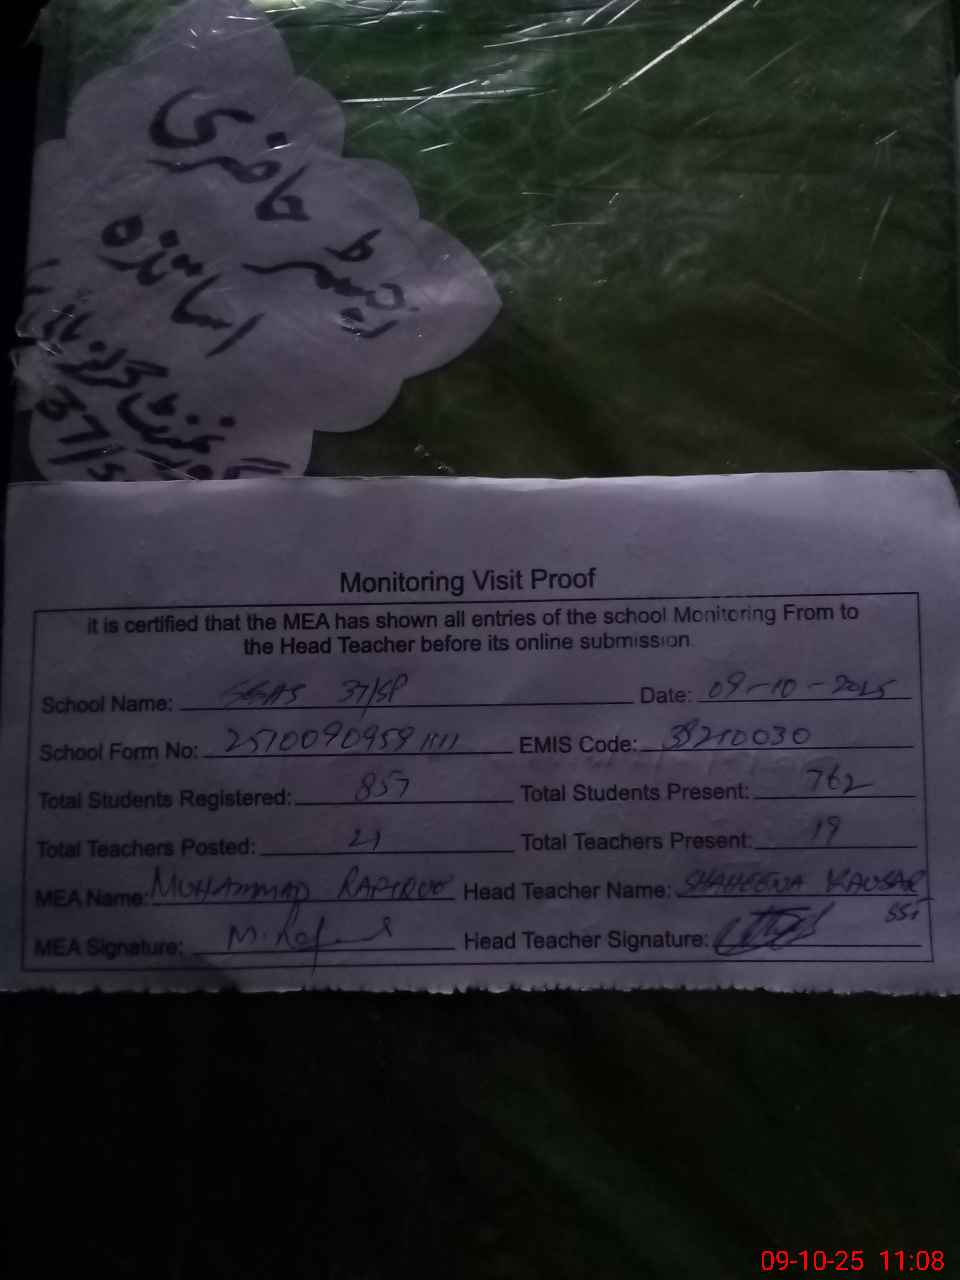 رجسٹر حاضری
اساتذہ
گورنمنٹ گرلز
37/S
Monitoring Visit Proof
it is certified that the MEA has shown all entries of the school Monitoring From to
the Head Teacher before its online submission.
School Name: 37/SP Date: 09-10-2025
School Form No: EMIS Code: 38210030
Total Students Registered: 857 Total Students Present: 762
Total Teachers Posted: 21 Total Teachers Present: 19
MEA Name: MUHAMMAD Head Teacher Name: SHAHEENA KAUSAR
MEA Signature: Head Teacher Signature:
09-10-25 11:08